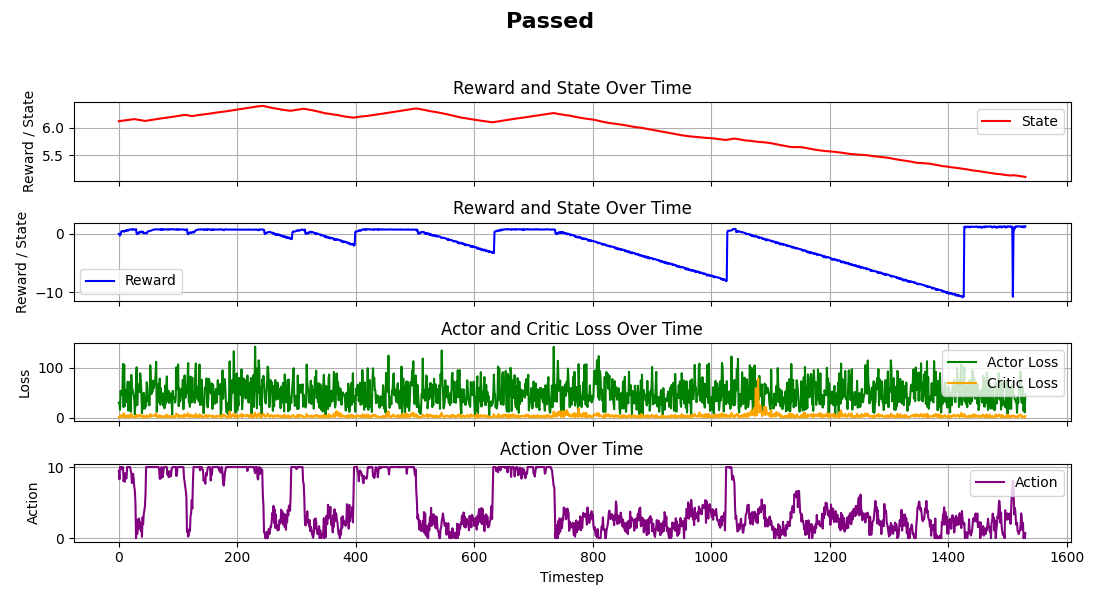 Passed
Reward and State Over Time
Reward / State
6.0
5.5
State
Reward and State Over Time
Reward / State
0
−10
Reward
Actor and Critic Loss Over Time
Loss
100
0
Actor Loss
Critic Loss
Action Over Time
Action
10
0
Action
0 200 400 600 800 1000 1200 1400 1600
Timestep